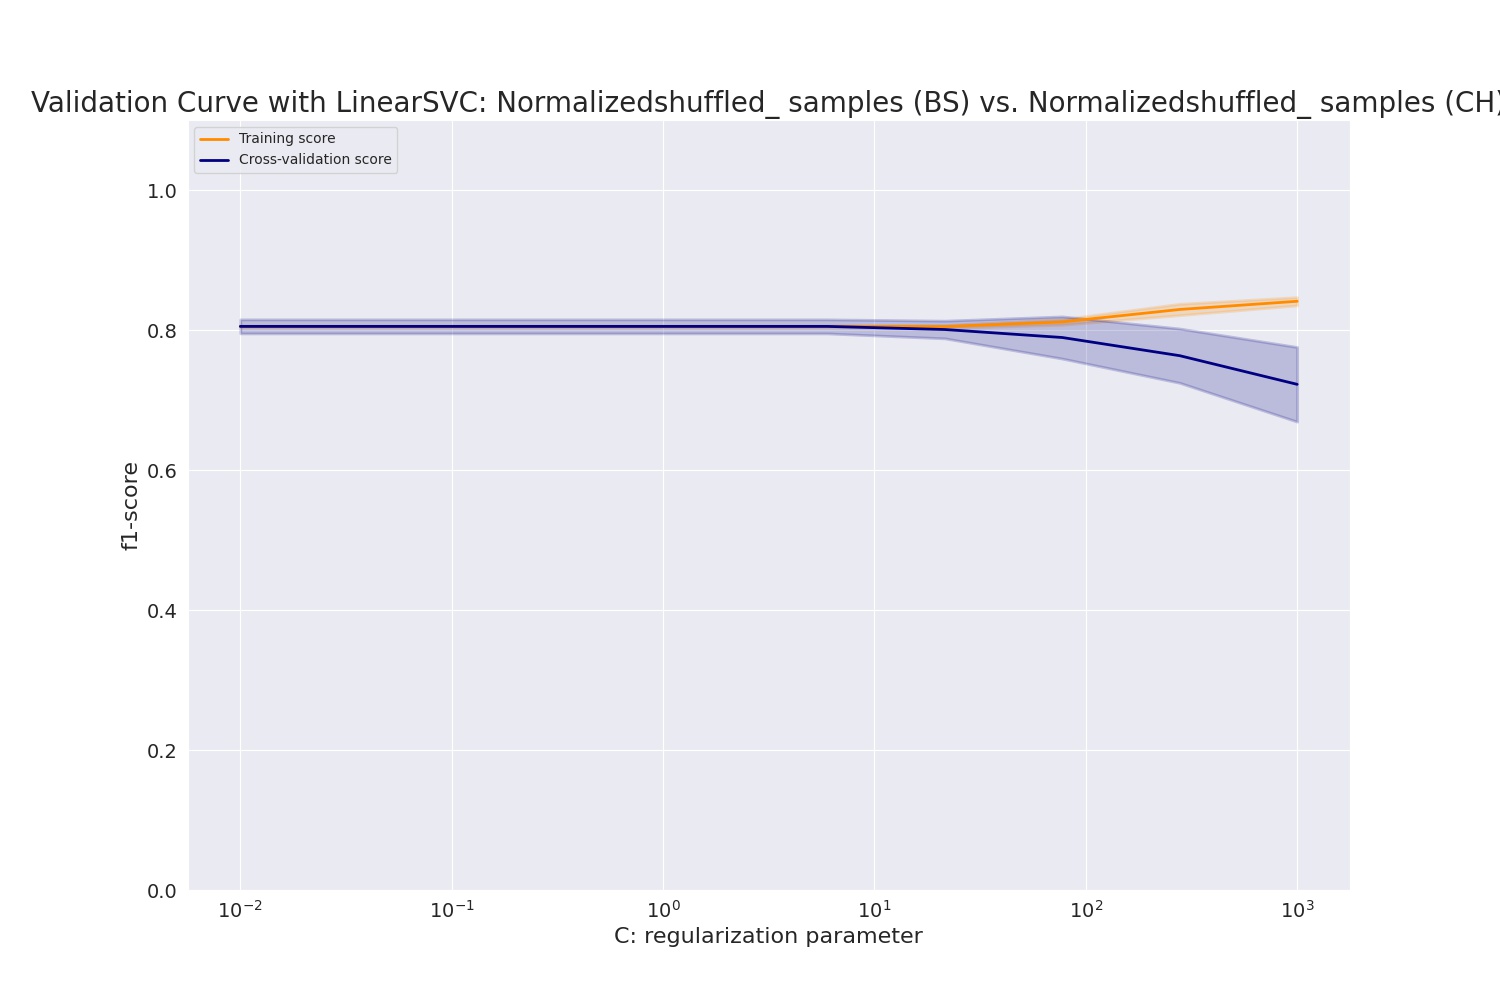 Validation Curve with LinearSVC: Normalizedshuffled_ samples (BS) vs. Normalizedshuffled_ samples (CH)
Training score
Cross-validation score
1.0
0.8
0.6
0.4
0.2
0.0
f1-score
10⁻² 10⁻¹ 10⁰ 10¹ 10² 10³
C: regularization parameter